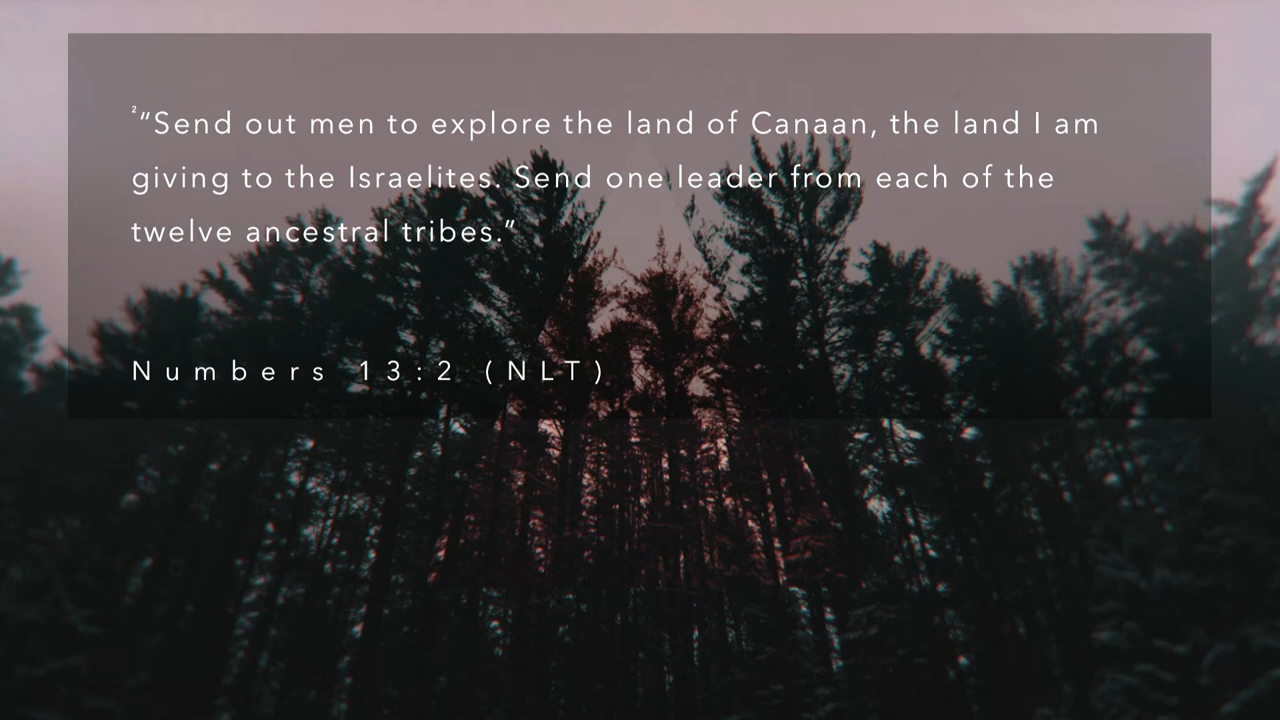 ²“Send out men to explore the land of Canaan, the land I am
giving to the Israelites. Send one leader from each of the
twelve ancestral tribes.”
Numbers 13:2 (NLT)